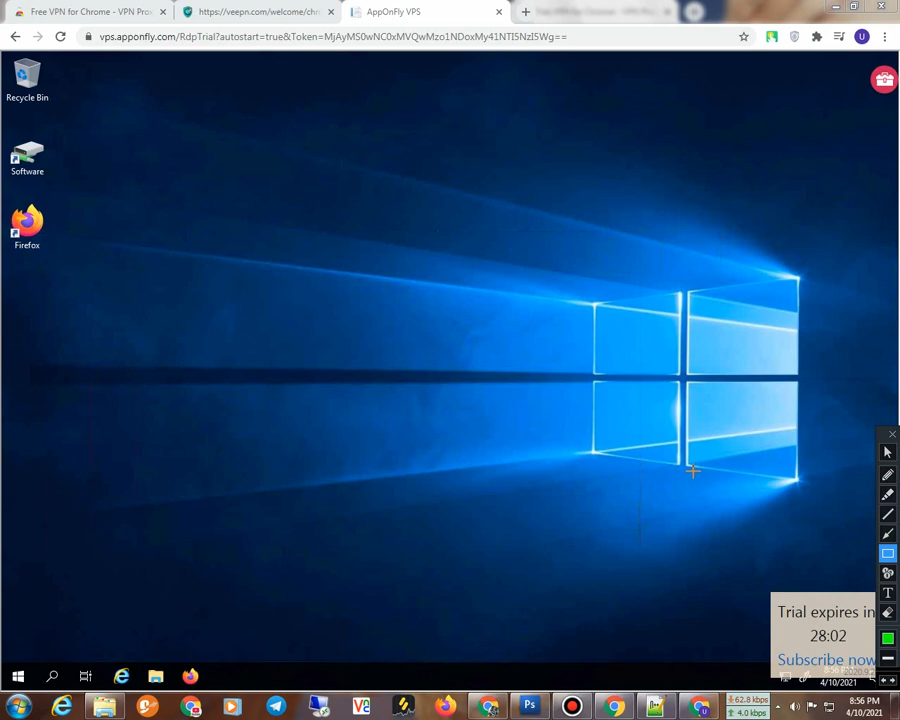 Free VPN for Chrome - VPN Prox
https://veepn.com/welcome/chr
AppOnFly VPS
vps.apponfly.com/RdpTrial?autostart=true&Token=MjAyMS0wNC0xMVQwMzo1NDoxMy41NTI5NzI5Wg==
U
Recycle Bin
Software
Firefox
T
Trial expires in
28:02
Subscribe now
4/10/2021
Ps
62.8 kbps
4.0 kbps
8:56 PM
4/10/2021